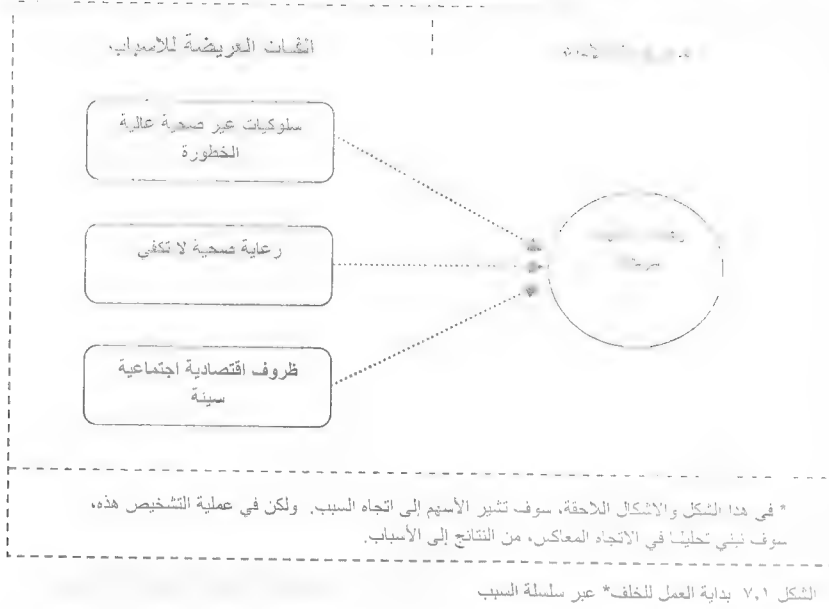 الفئات العريضة للأسباب
سلوكيات غير صحية عالية
الخطورة
رعاية صحية لا تكفي
ظروف اقتصادية اجتماعية
سيئة
* في هذا الشكل والاشكال اللاحقة، سوف تشير الأسهم إلى اتجاه السبب. ولكن في عملية التشخيص هذه،
سوف نبني تحليلنا في الاتجاه المعاكس، من النتائج إلى الأسباب.
الشكل ٧,١ بداية العمل للخلف* عبر سلسلة السبب